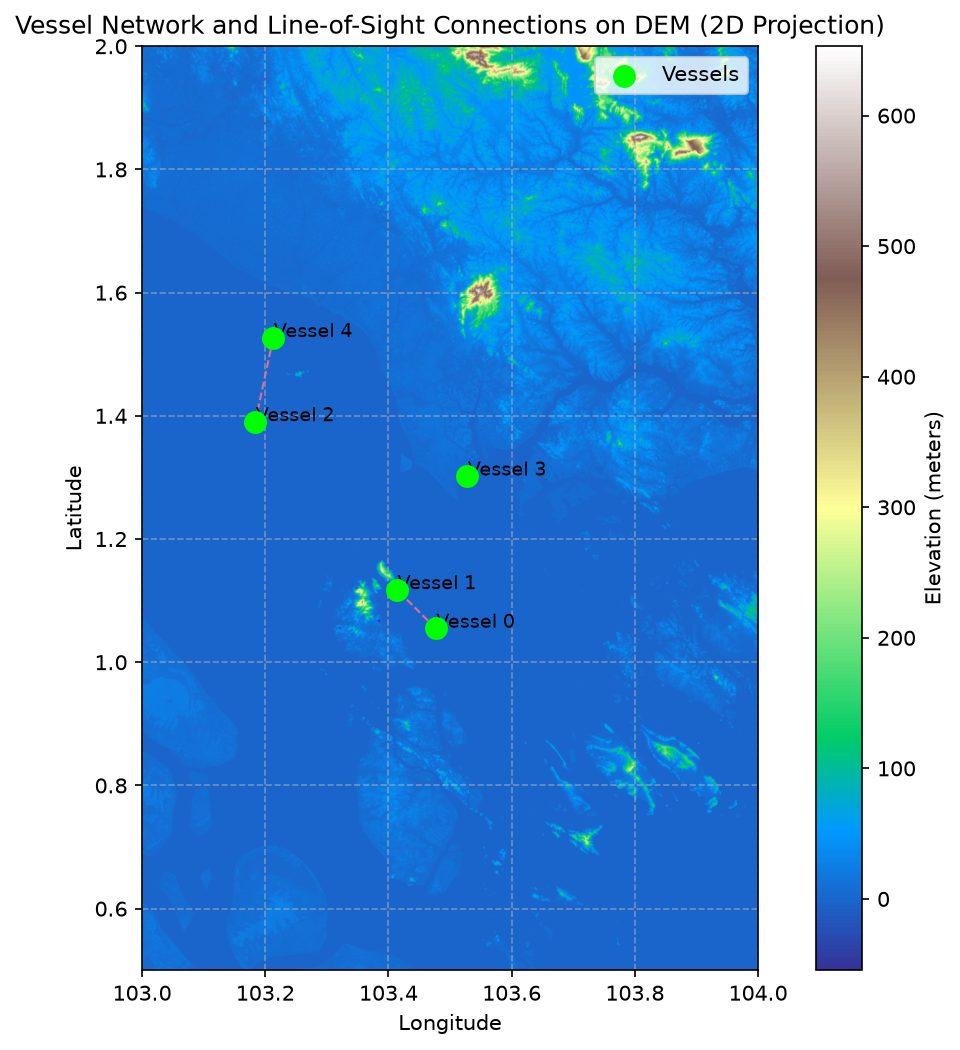 Vessel Network and Line-of-Sight Connections on DEM (2D Projection)
Vessels
2.0
1.8
1.6
1.4
1.2
1.0
0.8
0.6
Latitude
Vessel 4
Vessel 2
Vessel 3
Vessel 1
Vessel 0
103.0
103.2
103.4
103.6
103.8
104.0
Longitude
600
500
400
300
200
100
0
Elevation (meters)